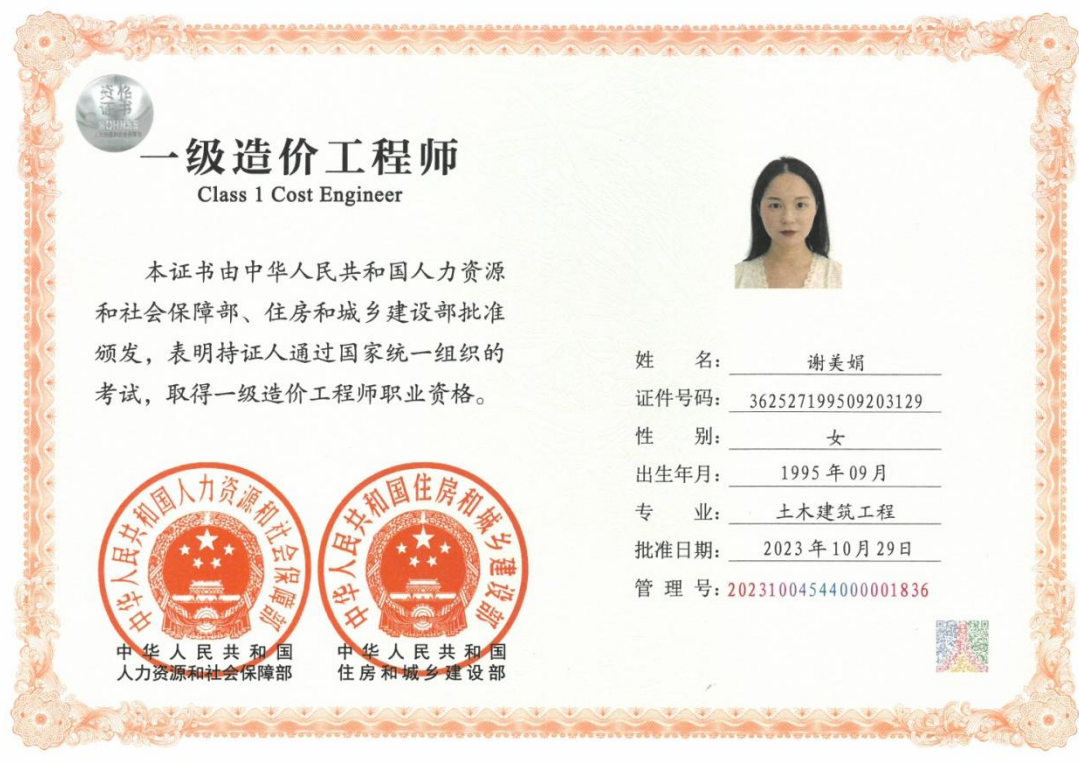 资格
证书
一级造价工程师
Class 1 Cost Engineer
本证书由中华人民共和国人力资源
和社会保障部、住房和城乡建设部批准
颁发，表明持证人通过国家统一组织的
考试，取得一级造价工程师职业资格。
中华人民共和国人力资源和社会保障部
中华人民共和国
人力资源和社会保障部
中华人民共和国住房和城乡建设部
中华人民共和国
住房和城乡建设部
姓 名：谢美娟
证件号码：362527199509203129
性 别：女
出生年月：1995年09月
专 业：土木建筑工程
批准日期：2023年10月29日
管 理 号：20231004544000001836